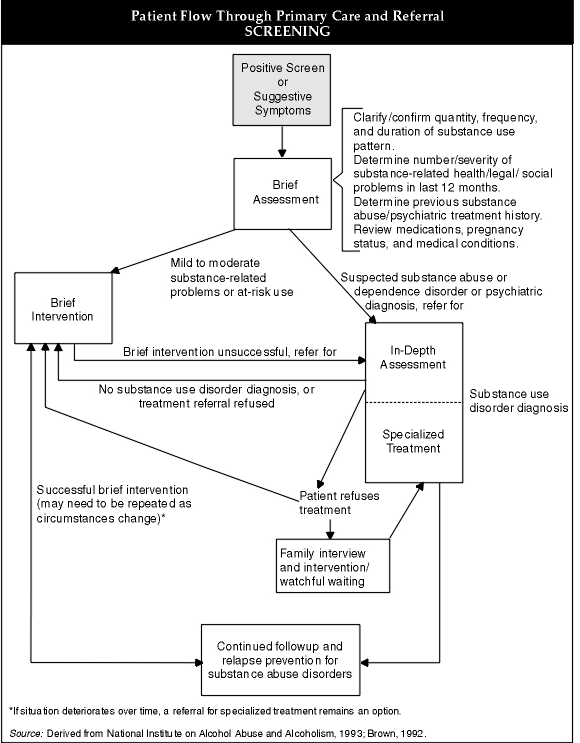 Patient Flow Through Primary Care and Referral
SCREENING
Positive Screen
or
Suggestive
Symptoms
Clarify/confirm quantity, frequency,
and duration of substance use
pattern.
Determine number/severity of
substance-related health/legal/ social
problems in last 12 months.
Determine previous substance
abuse/psychiatric treatment history.
Review medications, pregnancy
status, and medical conditions.
Brief
Assessment
Mild to moderate
substance-related
problems or at-risk use
Suspected substance abuse or
dependence disorder or psychiatric
diagnosis, refer for
Brief
Intervention
Brief intervention unsuccessful, refer for
In-Depth
Assessment
No substance use disorder diagnosis, or
treatment referral refused
Substance use
disorder diagnosis
Specialized
Treatment
Successful brief intervention
(may need to be repeated as
circumstances change)*
Patient refuses
treatment
Family interview
and intervention/
watchful waiting
Continued followup and
relapse prevention for
substance abuse disorders
*If situation deteriorates over time, a referral for specialized treatment remains an option.
Source: Derived from National Institute on Alcohol Abuse and Alcoholism, 1993; Brown, 1992.